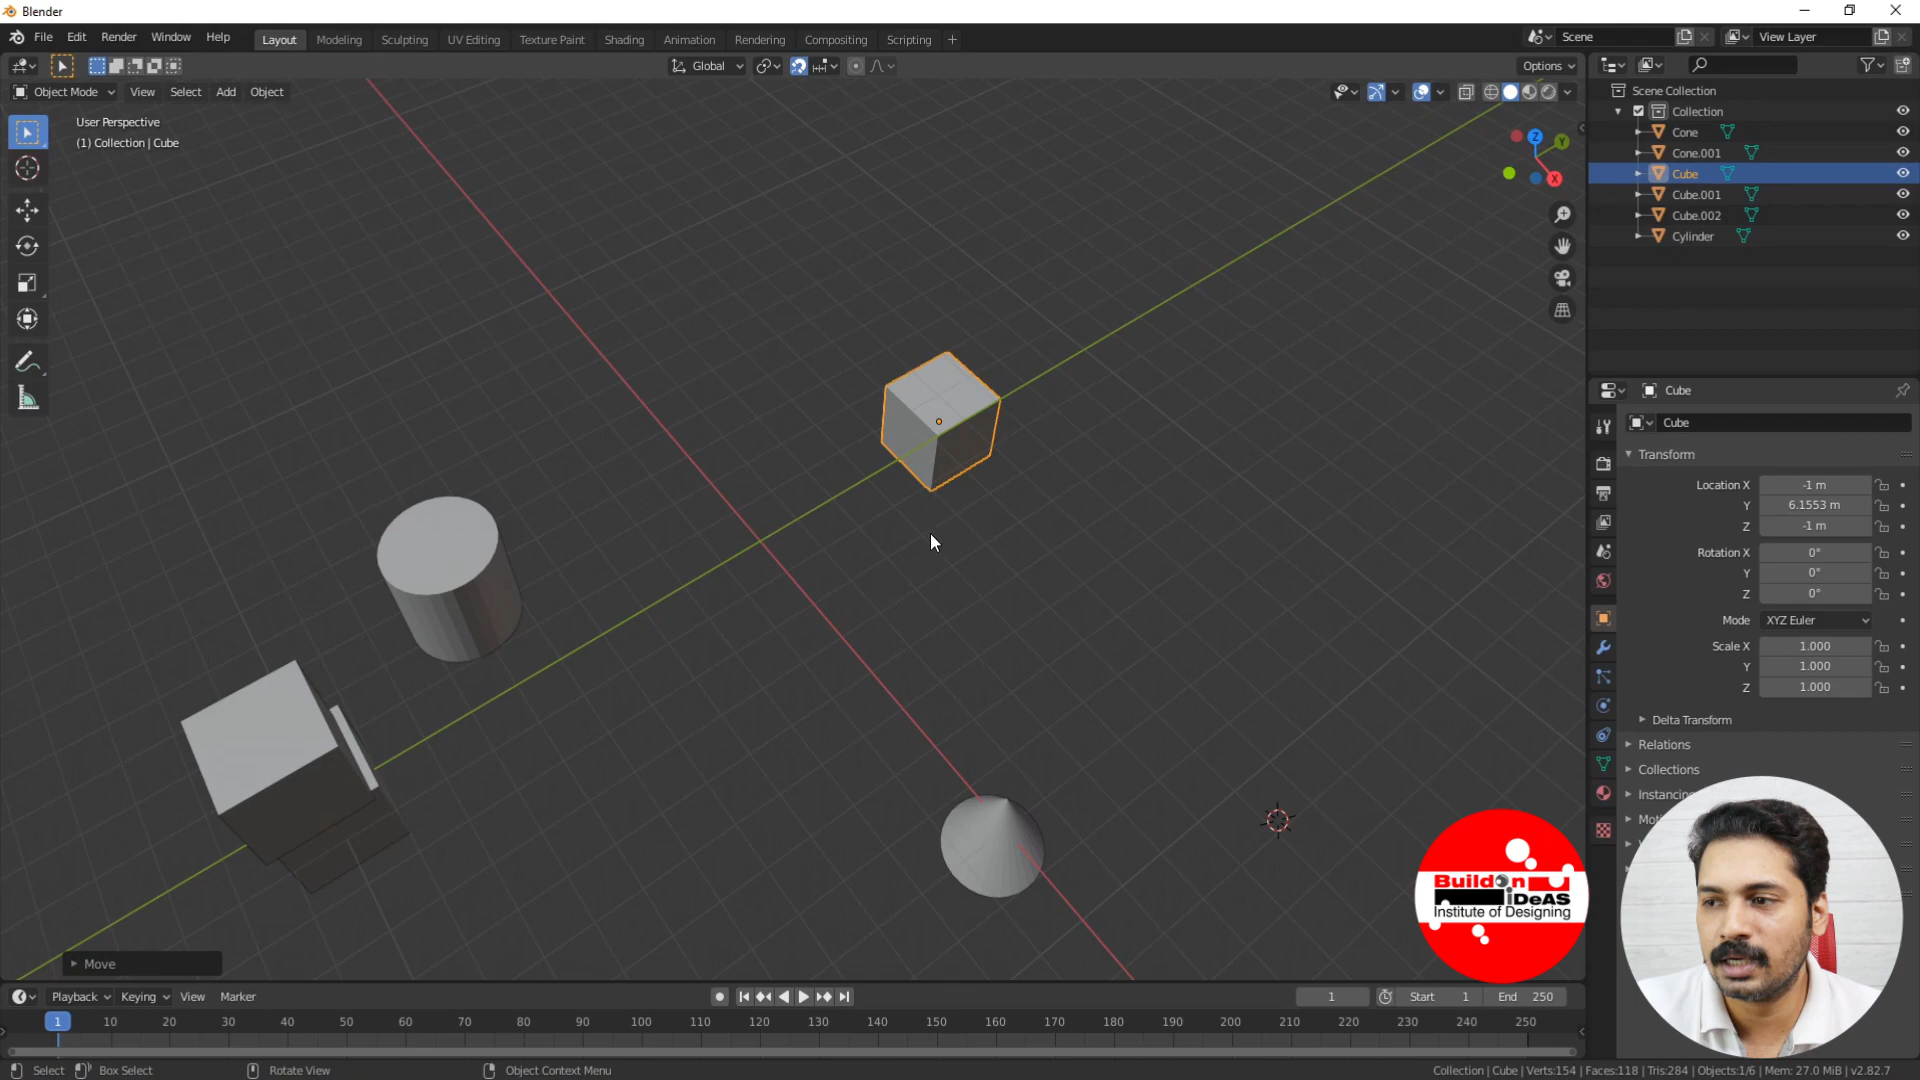 Blender
File Edit Render Window Help Layout Modeling Sculpting UV Editing Texture Paint Shading Animation Rendering Compositing Scripting + Scene View Layer
Global Options
Object Mode View Select Add Object
User Perspective
(1) Collection | Cube
Z
Y
X
Scene Collection
Collection
Cone
Cone.001
Cube
Cube.001
Cube.002
Cylinder
Cube
Cube
Transform
Location X -1 m
Y 6.1553 m
Z -1 m
Rotation X 0°
Y 0°
Z 0°
Mode XYZ Euler
Scale X 1.000
Y 1.000
Z 1.000
Delta Transform
Relations
Collections
Instancing
BuildOn
iDeAS
Institute of Designing
Move
Playback Keying View Marker 1 Start 1 End 250
1 10 20 30 40 50 60 70 80 90 100 110 120 130 140 150 160 170 180 190 200 210 220 230 240 250
Select Box Select Rotate View Object Context Menu Collection | Cube | Verts:154 | Faces:118 | Tris:284 | Objects:1/6 | Mem: 27.0 MiB | v2.82.7